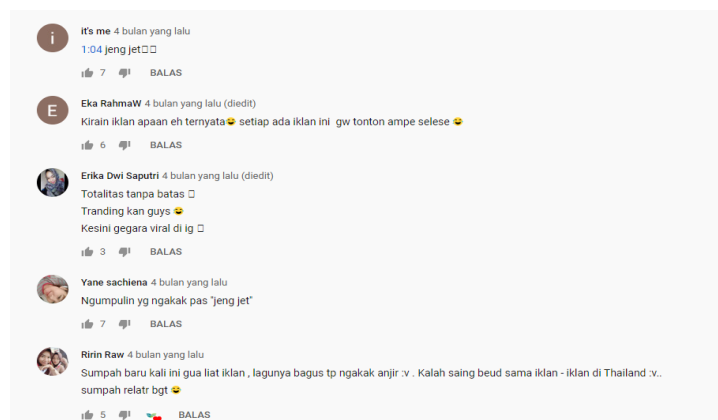 i
it's me 4 bulan yang lalu
1:04 jeng jet
7 BALAS
E
Eka RahmaW 4 bulan yang lalu (diedit)
Kirain iklan apaan eh ternyata😂 setiap ada iklan ini gw tonton ampe selese 😂
6 BALAS
Erika Dwi Saputri 4 bulan yang lalu (diedit)
Totalitas tanpa batas
Tranding kan guys 😂
Kesini gegara viral di ig
3 BALAS
Yane sachiena 4 bulan yang lalu
Ngumpulin yg ngakak pas "jeng jet"
7 BALAS
Ririn Raw 4 bulan yang lalu
Sumpah baru kali ini gua liat iklan , lagunya bagus tp ngakak anjir :v . Kalah saing beud sama iklan - iklan di Thailand :v..
sumpah relatr bgt 😂
5 BALAS